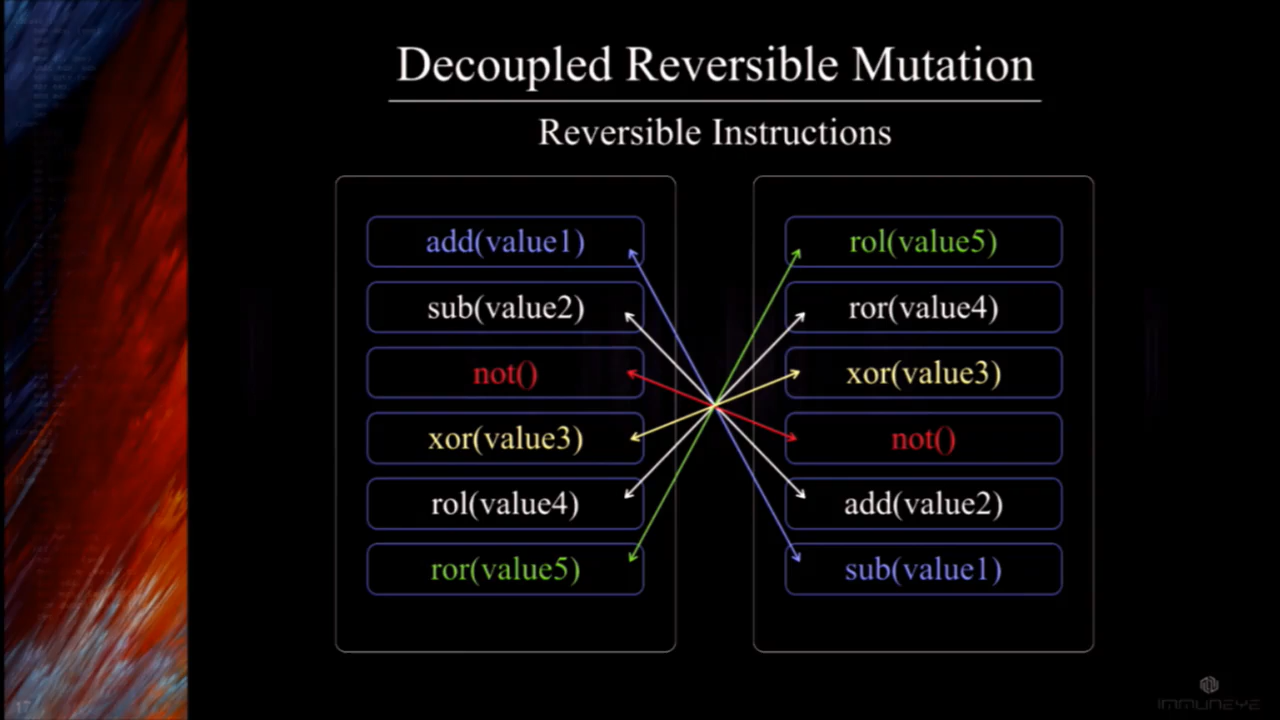 Decoupled Reversible Mutation
Reversible Instructions
add(value1)
sub(value2)
not()
xor(value3)
rol(value4)
ror(value5)
rol(value5)
ror(value4)
xor(value3)
not()
add(value2)
sub(value1)
17
IMMUNEYE